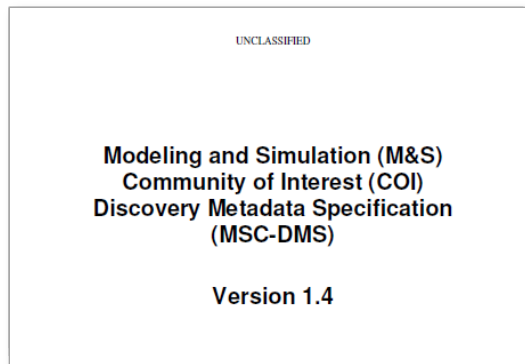 UNCLASSIFIED
Modeling and Simulation (M&S)
Community of Interest (COI)
Discovery Metadata Specification
(MSC-DMS)
Version 1.4